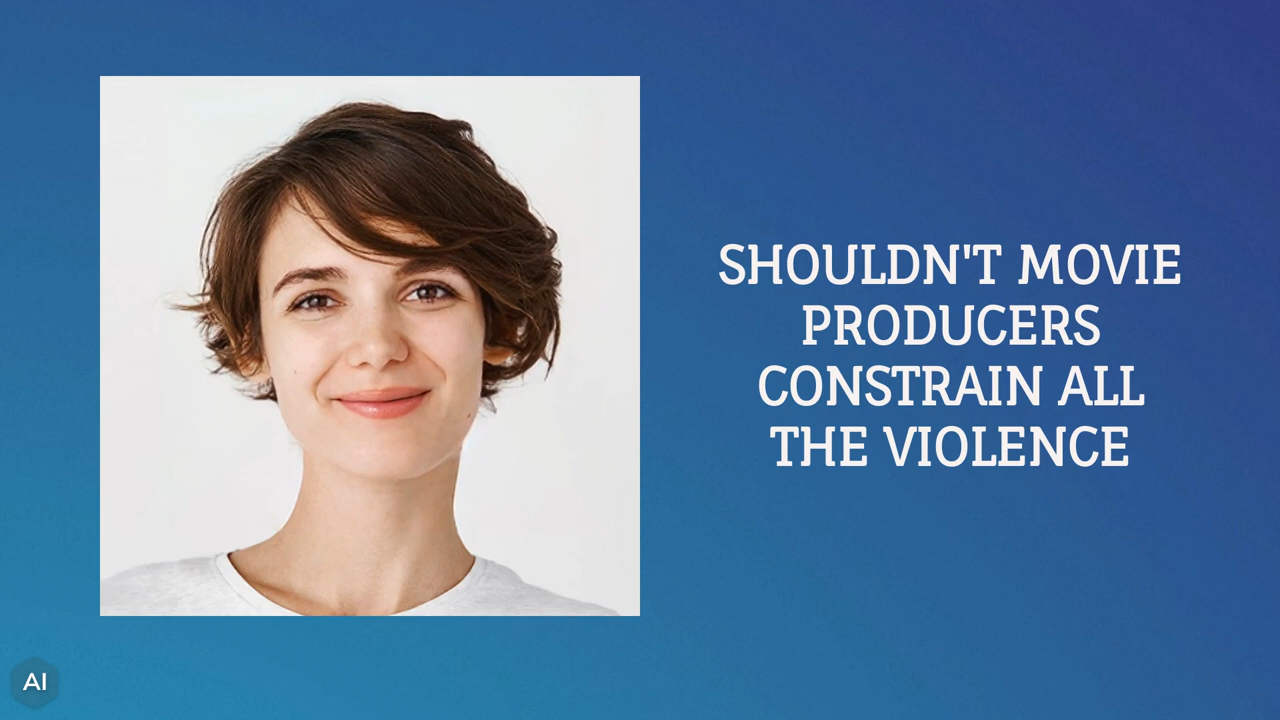 SHOULDN'T MOVIE
PRODUCERS
CONSTRAIN ALL
THE VIOLENCE
AI